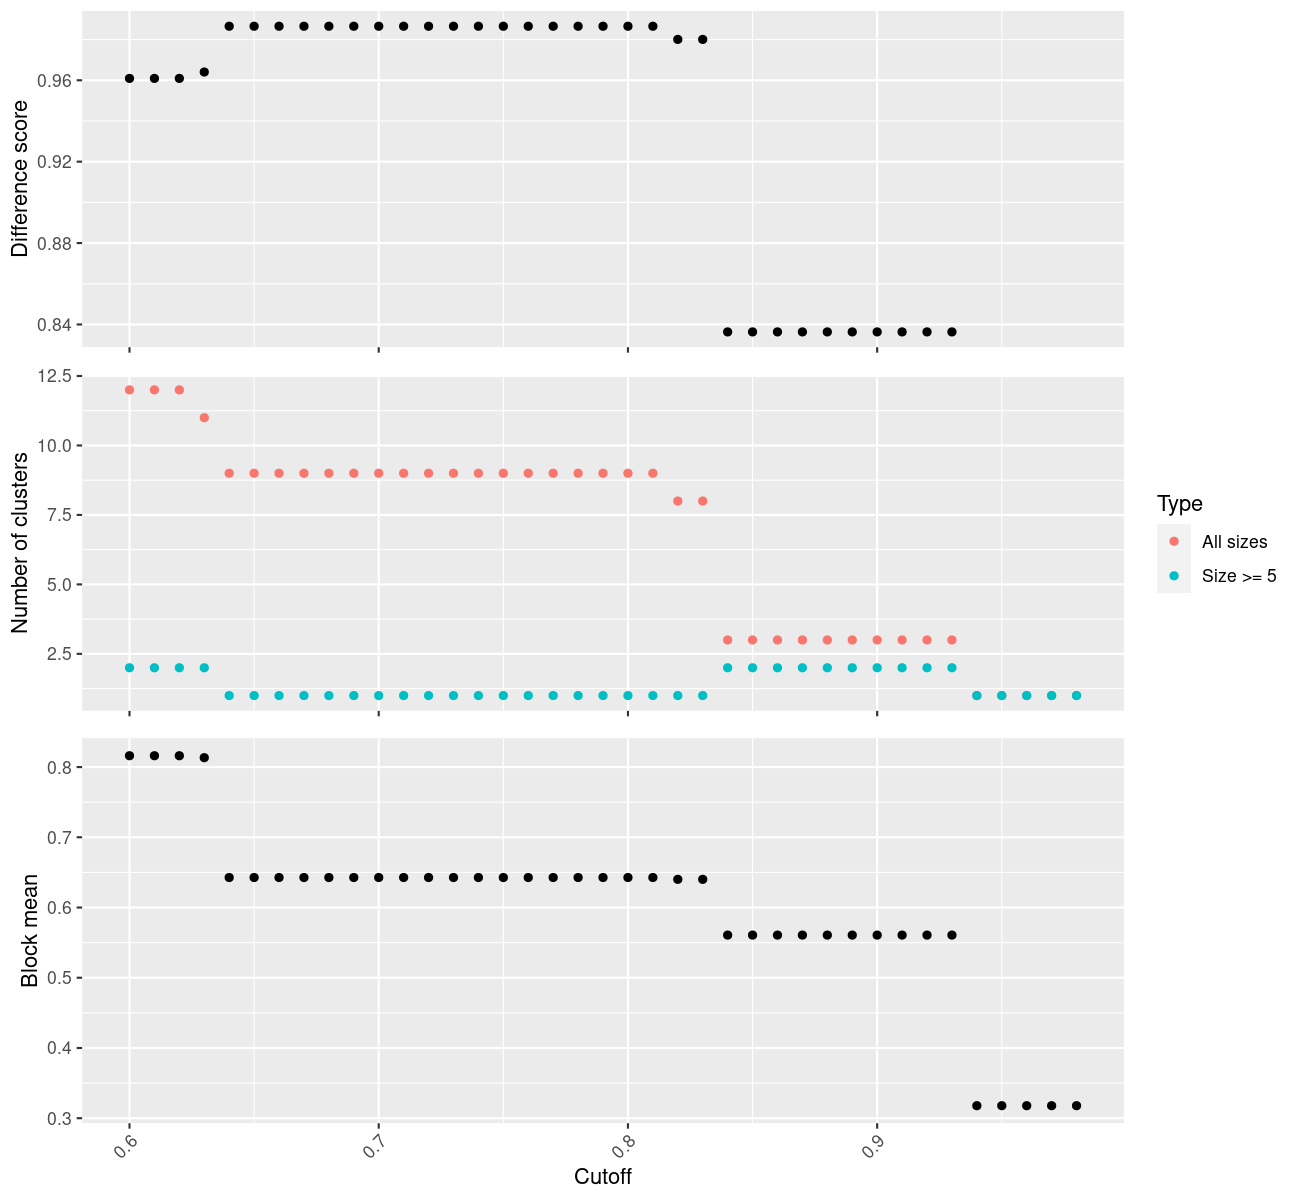 Difference score
0.96
0.92
0.88
0.84
Number of clusters
12.5
10.0
7.5
5.0
2.5
Type
All sizes
Size >= 5
Block mean
0.8
0.7
0.6
0.5
0.4
0.3
0.6 0.7 0.8 0.9
Cutoff